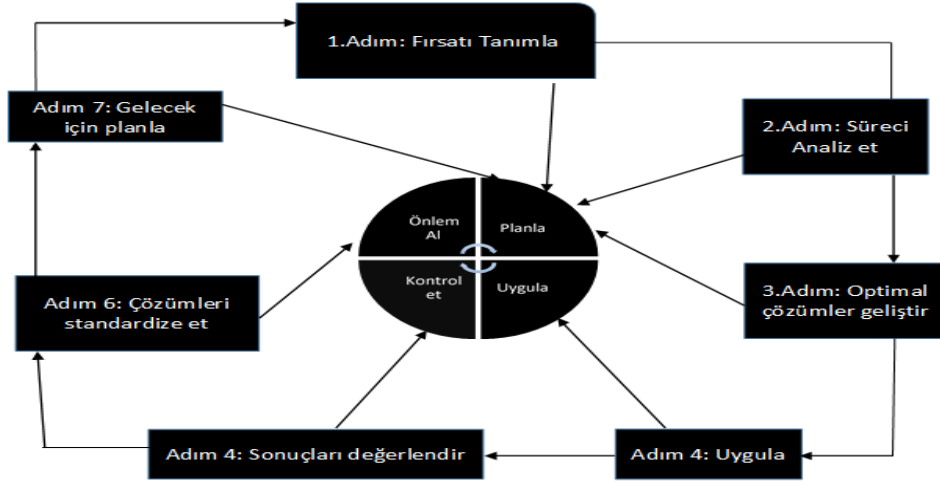 1.Adım: Fırsatı Tanımla
Adım 7: Gelecek
için planla
2.Adım: Süreci
Analiz et
Önlem
Al
Planla
Kontrol
et
Uygula
Adım 6: Çözümleri
standardize et
3.Adım: Optimal
çözümler geliştir
Adım 4: Sonuçları değerlendir
Adım 4: Uygula